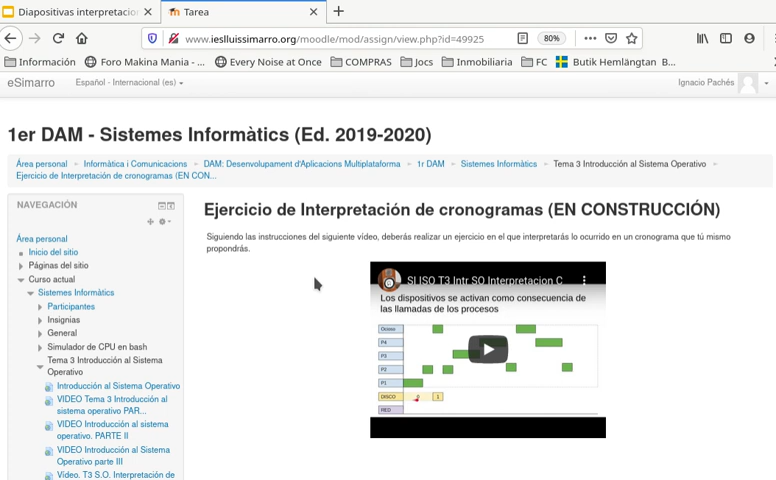 Diapositivas interpretacion
Tarea
www.ieslluissimarro.org/moodle/mod/assign/view.php?id=49925
80%
Información
Foro Makina Mania - ...
Every Noise at Once
COMPRAS
Jocs
Inmobiliaria
FC
Butik Hemlängtan B...
eSimarro
Español - Internacional (es)
Ignacio Pachés
1er DAM - Sistemes Informàtics (Ed. 2019-2020)
Área personal
Informàtica i Comunicacions
DAM: Desenvolupament d'Aplicacions Multiplataforma
1r DAM
Sistemes Informàtics
Tema 3 Introducción al Sistema Operativo
Ejercicio de Interpretación de cronogramas (EN CON...
NAVEGACIÓN
Área personal
Inicio del sitio
Páginas del sitio
Curso actual
Sistemes Informàtics
Participantes
Insignias
General
Simulador de CPU en bash
Tema 3 Introducción al Sistema
Operativo
Introducción al Sistema Operativo
VIDEO Tema 3 Introducción al
sistema operativo PAR...
VIDEO Introducción al sistema
operativo. PARTE II
VIDEO Introducción al Sistema
Operativo parte III
Vídeo. T3 S.O. Interpretación de
Ejercicio de Interpretación de cronogramas (EN CONSTRUCCIÓN)
Siguiendo las instrucciones del siguiente vídeo, deberás realizar un ejercicio en el que interpretarás lo ocurrido en un cronograma que tú mismo
propondrás.
SI ISO T3 Intr SO Interpretacion C
Los dispositivos se activan como consecuencia de
las llamadas de los procesos
Ocioso
P4
P3
P2
P1
DISCO
1
RED